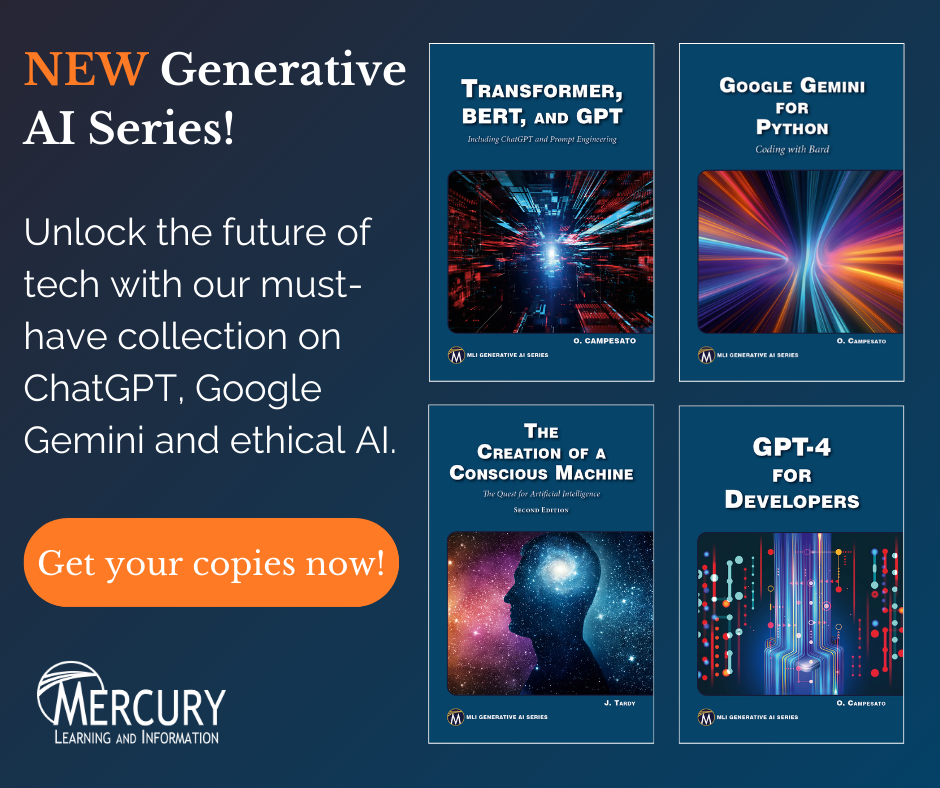 NEW Generative
AI Series!
Unlock the future of
tech with our must-
have collection on
ChatGPT, Google
Gemini and ethical AI.
Get your copies now!
MERCURY
LEARNING AND INFORMATION
TRANSFORMER,
BERT, AND GPT
Including ChatGPT and Prompt Engineering
O. CAMPESATO
M
MLI GENERATIVE AI SERIES
GOOGLE GEMINI
FOR
PYTHON
Coding with Bard
O. CAMPESATO
M
MLI GENERATIVE AI SERIES
THE
CREATION OF A
CONSCIOUS MACHINE
The Quest for Artificial Intelligence
SECOND EDITION
J. TARDY
M
MLI GENERATIVE AI SERIES
GPT-4
FOR
DEVELOPERS
O. CAMPESATO
M
MLI GENERATIVE AI SERIES